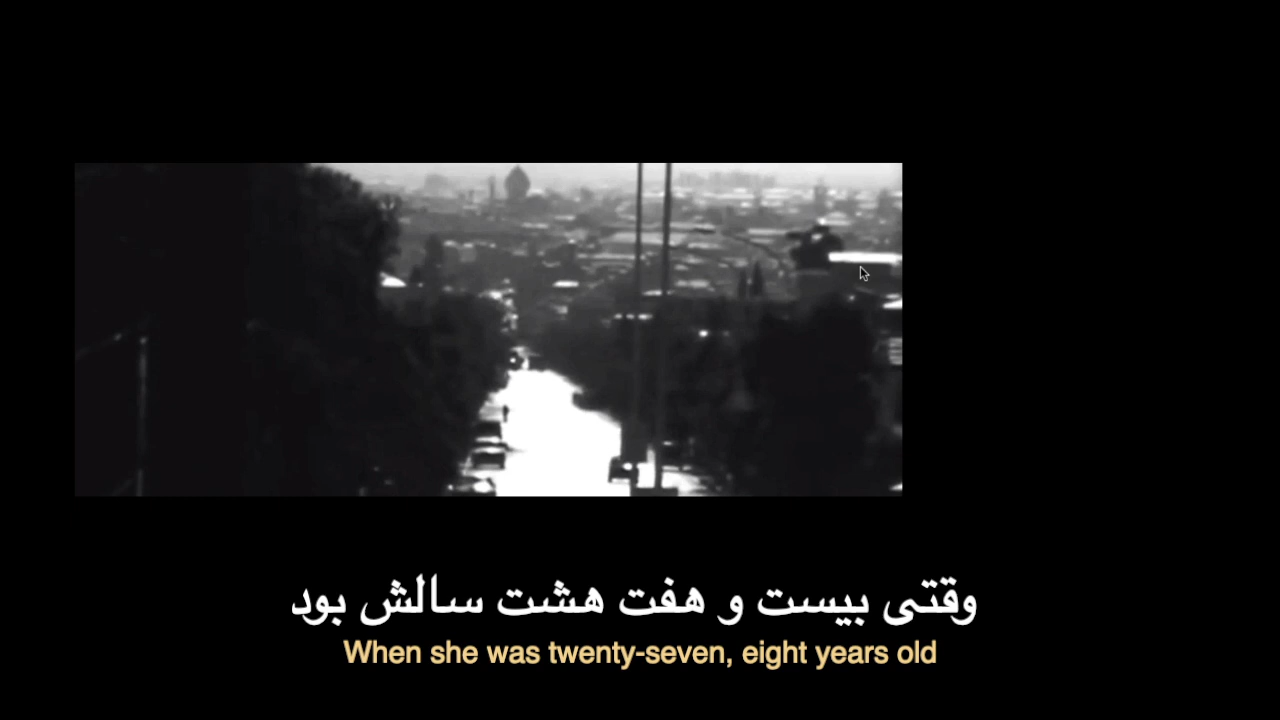 وقتی بیست و هفت هشت سالش بود
When she was twenty-seven, eight years old